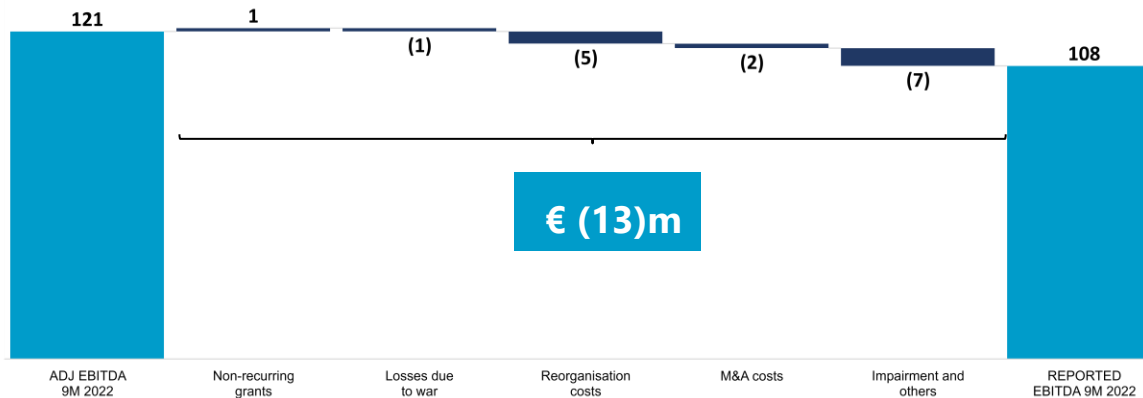 121
1
(1)
(5)
(2)
(7)
108
€ (13)m
ADJ EBITDA
9M 2022
Non-recurring
grants
Losses due
to war
Reorganisation
costs
M&A costs
Impairment and
others
REPORTED
EBITDA 9M 2022